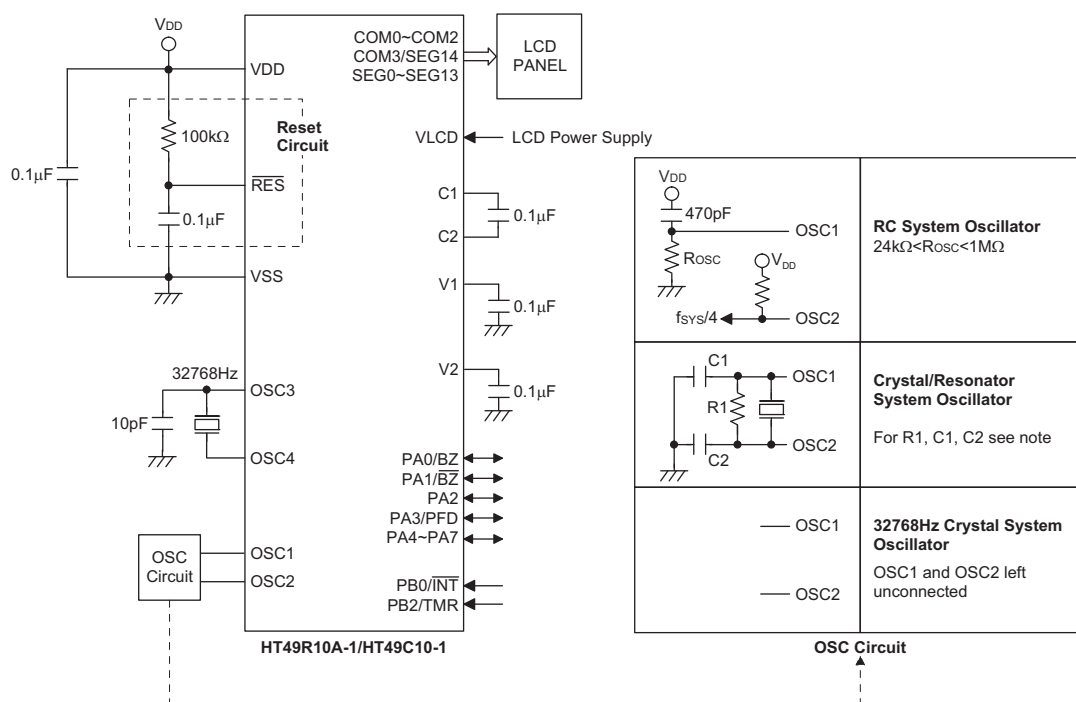 VDD
VDD
100kΩ
Reset
Circuit
0.1μF
RES
0.1μF
VSS
32768Hz
OSC3
10pF
OSC4
OSC
Circuit
OSC1
OSC2
COM0~COM2
COM3/SEG14
SEG0~SEG13
LCD
PANEL
VLCD
LCD Power Supply
C1
0.1μF
C2
V1
0.1μF
V2
0.1μF
PA0/BZ
PA1/BZ
PA2
PA3/PFD
PA4~PA7
PB0/INT
PB2/TMR
HT49R10A-1/HT49C10-1
VDD
470pF
OSC1
ROSC
VDD
fSYS/4
OSC2
RC System Oscillator
24kΩ<ROSC<1MΩ
C1
OSC1
R1
OSC2
C2
Crystal/Resonator
System Oscillator
For R1, C1, C2 see note
OSC1
OSC2
32768Hz Crystal System
Oscillator
OSC1 and OSC2 left
unconnected
OSC Circuit